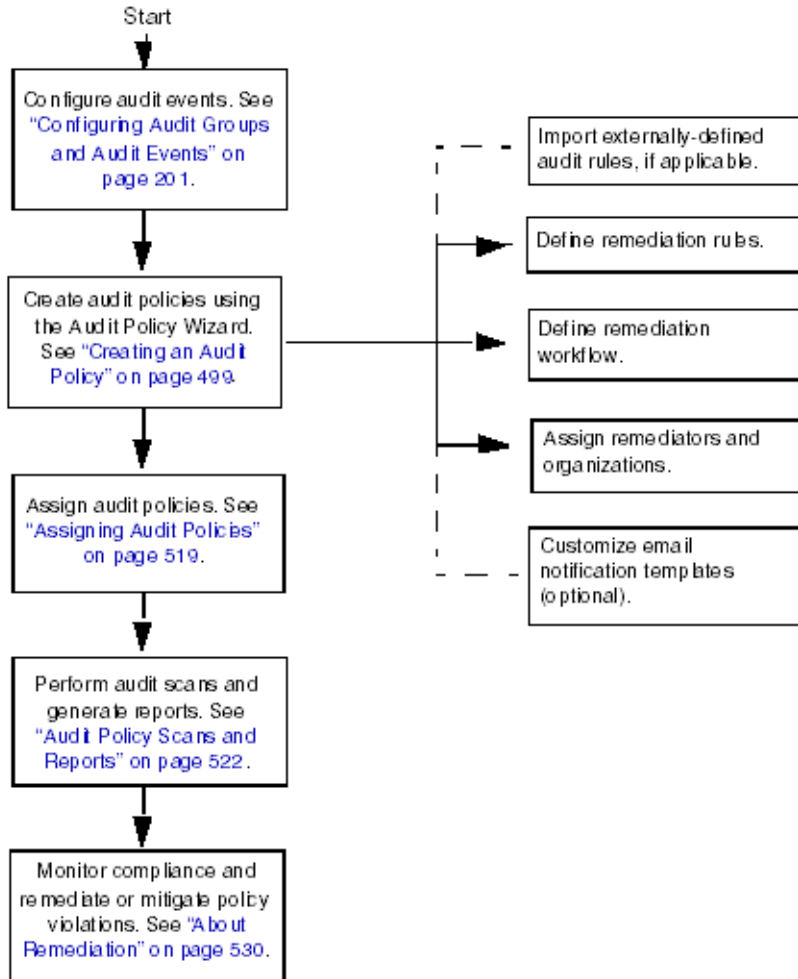 Start
Configure audit events. See
“Configuring Audit Groups
and Audit Events” on
page 201.
Create audit policies using
the Audit Policy Wizard.
See “Creating an Audit
Policy” on page 499.
Assign audit policies. See
“Assigning Audit Policies”
on page 519.
Perform audit scans and
generate reports. See
“Audit Policy Scans and
Reports” on page 522.
Monitor compliance and
remediate or mitigate policy
violations. See “About
Remediation” on page 530.
Import externally-defined
audit rules, if applicable.
Define remediation rules.
Define remediation
workflow.
Assign remediators and
organizations.
Customize email
notification templates
(optional).